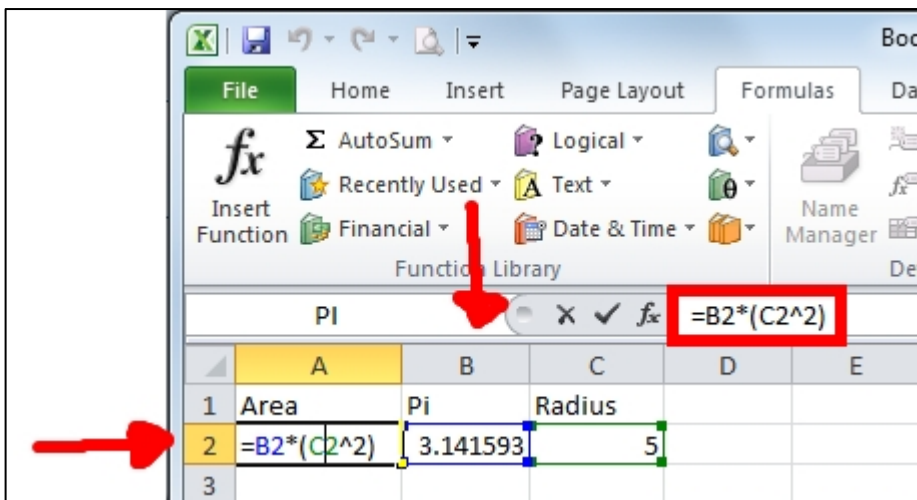 Boo
File Home Insert Page Layout Formulas Da
fx Σ AutoSum Logical
Recently Used A Text θ
Insert Function Financial Date & Time Name Manager fx
Function Library De
PI fx =B2*(C2^2)
A B C D E
1 Area Pi Radius
2 =B2*(C2^2) 3.141593 5
3